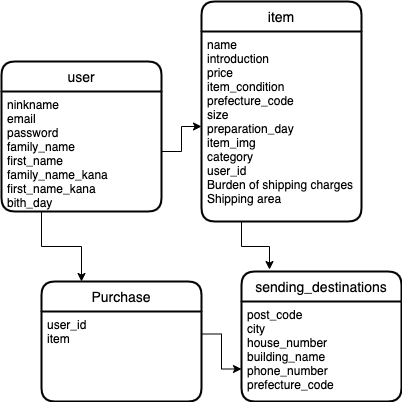 item
name
introduction
price
item_condition
prefecture_code
size
preparation_day
item_img
category
user_id
Burden of shipping charges
Shipping area
user
ninkname
email
password
family_name
first_name
family_name_kana
first_name_kana
bith_day
Purchase
user_id
item
sending_destinations
post_code
city
house_number
building_name
phone_number
prefecture_code